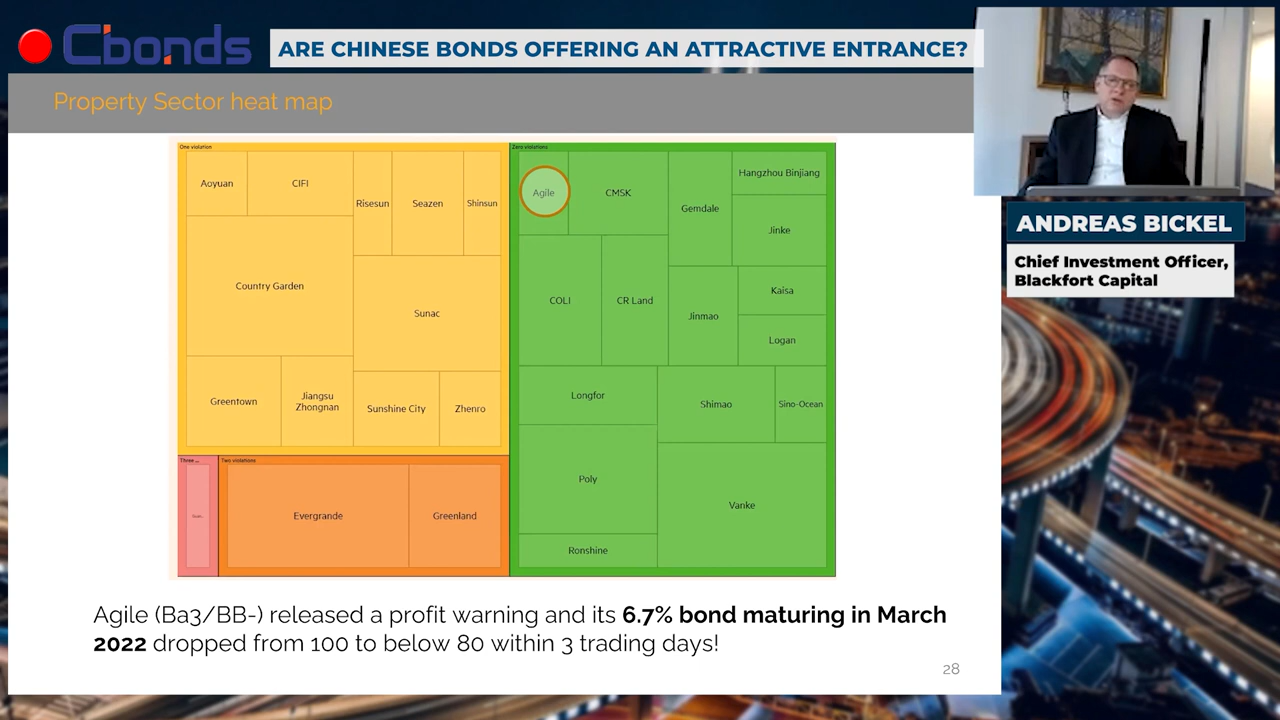 Cbonds
ARE CHINESE BONDS OFFERING AN ATTRACTIVE ENTRANCE?
Property Sector heat map
One violation
Aoyuan
CIFI
Risesun
Seazen
Shinsun
Country Garden
Sunac
Greentown
Jiangsu
Zhongnan
Sunshine City
Zhenro
Three ...
Two violations
Evergrande
Greenland
Zero violations
Agile
CMSK
Gemdale
Hangzhou Binjiang
Jinke
COLI
CR Land
Jinmao
Kaisa
Logan
Longfor
Shimao
Sino-Ocean
Poly
Vanke
Ronshine
Agile (Ba3/BB-) released a profit warning and its 6.7% bond maturing in March
2022 dropped from 100 to below 80 within 3 trading days!
28
ANDREAS BICKEL
Chief Investment Officer,
Blackfort Capital